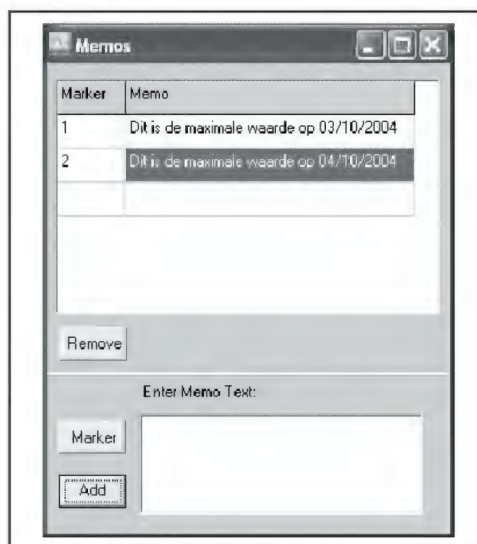 Memos
Marker Memo
1 Dit is de maximale waarde op 03/10/2004
2 Dit is de maximale waarde op 04/10/2004
Remove
Enter Memo Text:
Marker
Add